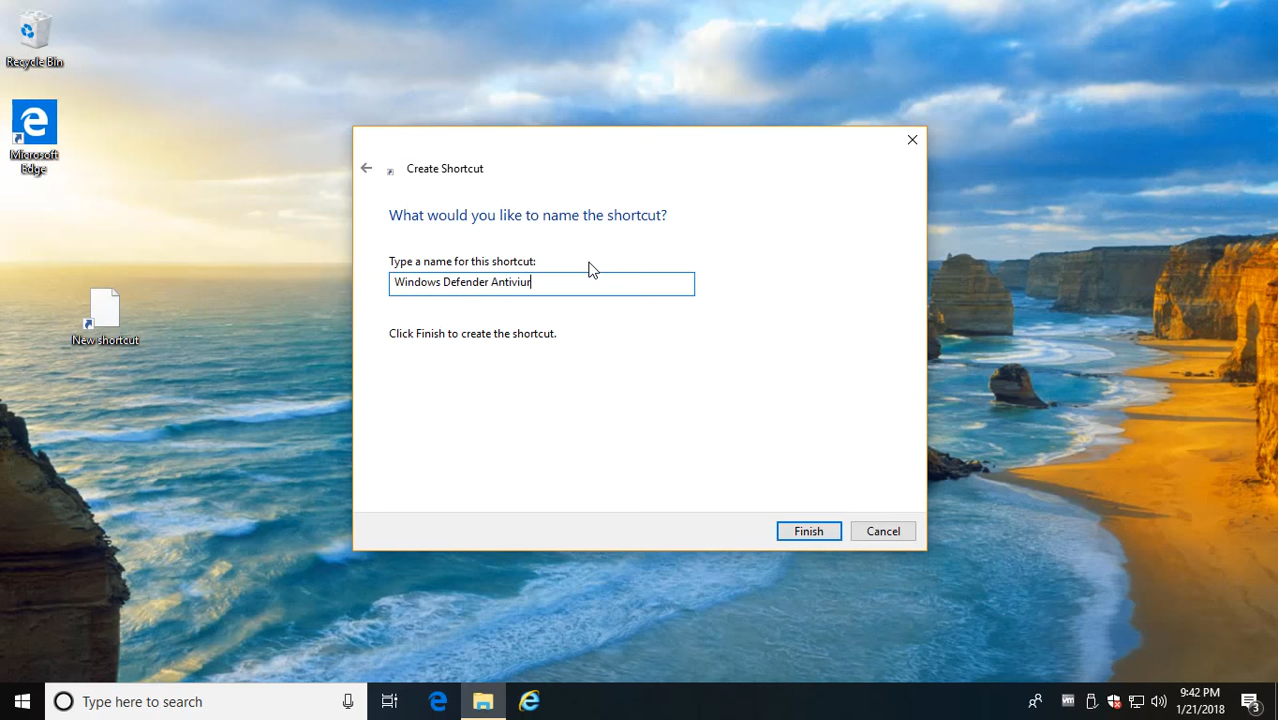 Recycle Bin
Microsoft
Edge
New shortcut
Create Shortcut
What would you like to name the shortcut?
Type a name for this shortcut:
Windows Defender Antiviur
Click Finish to create the shortcut.
Finish
Cancel
Type here to search
vm
9:42 PM
1/21/2018
3